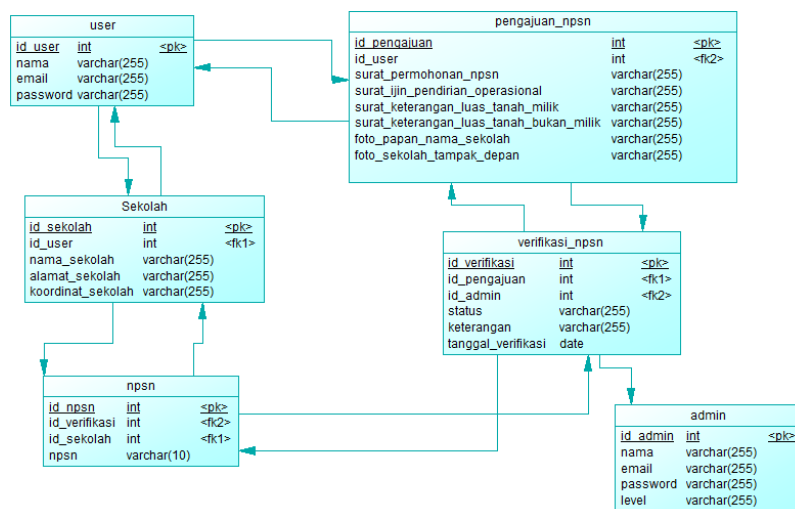 user
id_user int <pk>
nama varchar(255)
email varchar(255)
password varchar(255)
pengajuan_npsn
id_pengajuan int <pk>
id_user int <fk2>
surat_permohonan_npsn varchar(255)
surat_ijin_pendirian_operasional varchar(255)
surat_keterangan_luas_tanah_milik varchar(255)
surat_keterangan_luas_tanah_bukan_milik varchar(255)
foto_papan_nama_sekolah varchar(255)
foto_sekolah_tampak_depan varchar(255)
Sekolah
id_sekolah int <pk>
id_user int <fk1>
nama_sekolah varchar(255)
alamat_sekolah varchar(255)
koordinat_sekolah varchar(255)
verifikasi_npsn
id_verifikasi int <pk>
id_pengajuan int <fk1>
id_admin int <fk2>
status varchar(255)
keterangan varchar(255)
tanggal_verifikasi date
npsn
id_npsn int <pk>
id_verifikasi int <fk2>
id_sekolah int <fk1>
npsn varchar(10)
admin
id_admin int <pk>
nama varchar(255)
email varchar(255)
password varchar(255)
level varchar(255)